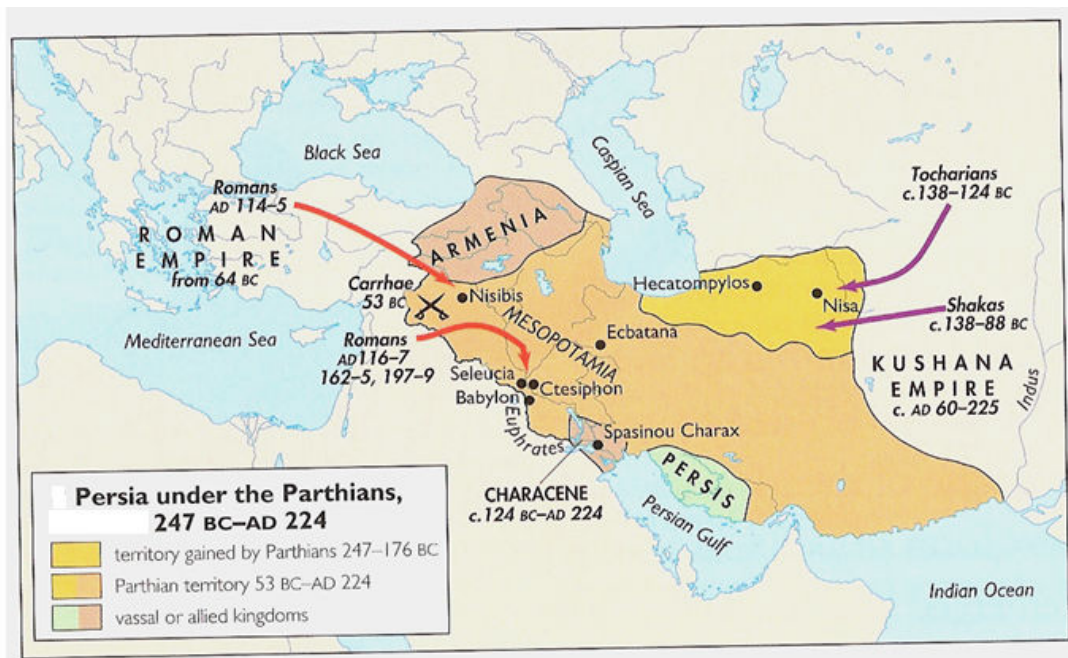 Black Sea
Caspian Sea
Tocharians
c.138–124 BC
Romans
AD 114–5
ROMAN
EMPIRE
from 64 BC
ARMENIA
Carrhae
53 BC
Nisibis
Hecatompylos
Nisa
Shakas
c.138–88 BC
MESOPOTAMIA
Ecbatana
Mediterranean Sea
Romans
AD 116–7
162–5, 197–9
Seleucia
Ctesiphon
Babylon
KUSHANA
EMPIRE
c. AD 60–225
Indus
Euphrates
Spasinou Charax
PERSIS
CHARACENE
c.124 BC–AD 224
Persian Gulf
Indian Ocean
Persia under the Parthians,
247 BC–AD 224
territory gained by Parthians 247–176 BC
Parthian territory 53 BC–AD 224
vassal or allied kingdoms